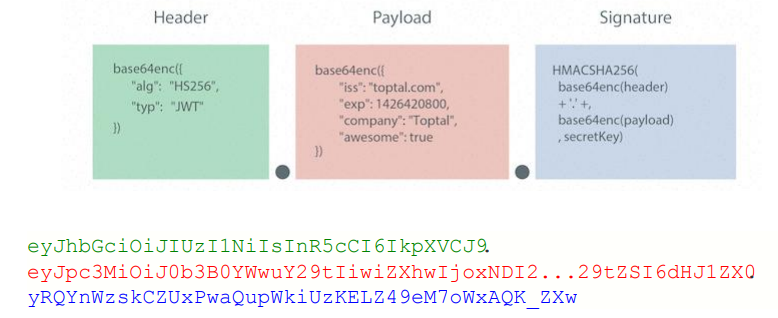 Header
Payload
Signature
base64enc({
"alg": "HS256",
"typ": "JWT"
})
base64enc({
"iss": "toptal.com",
"exp": 1426420800,
"company": "Toptal",
"awesome": true
})
HMACSHA256(
base64enc(header)
+ '.' +,
base64enc(payload)
, secretKey)
eyJhbGciOiJIUzI1NiIsInR5cCI6IkpXVCJ9.
eyJpc3MiOiJ0b3B0YWwuY29tIiwiZXhwIjoxNDI2...29tZSI6dHJ1ZX0.
yRQYnWzskCZUxPwaQupWkiUzKELZ49eM7oWxAQK_ZXw